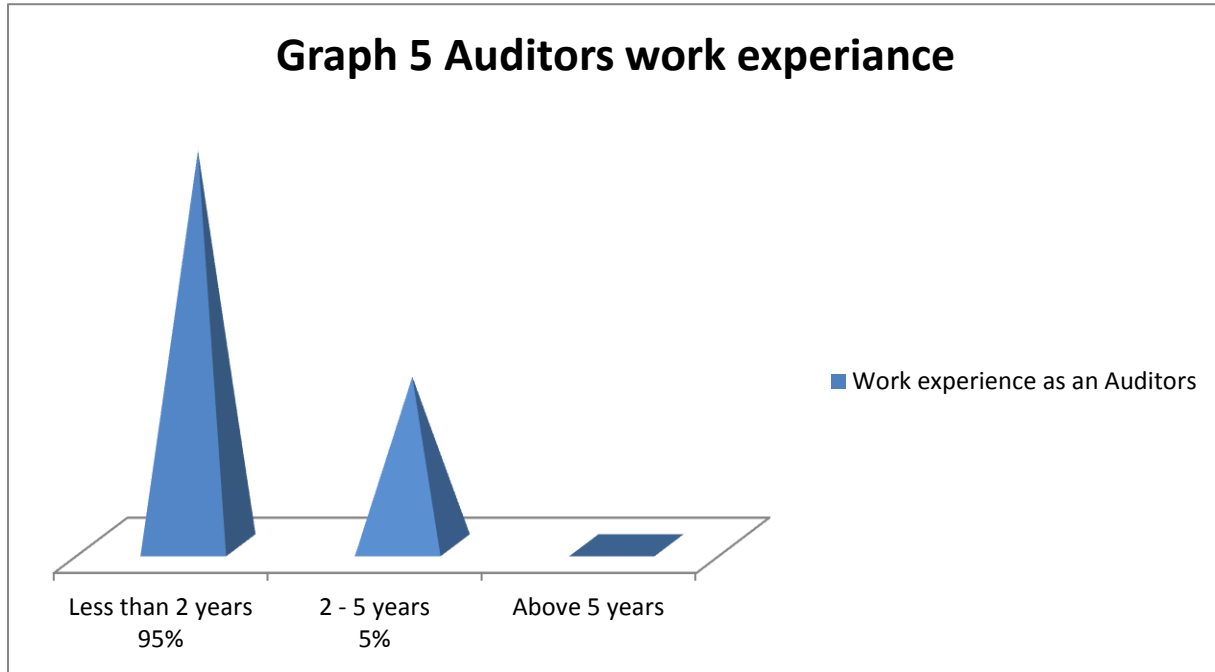 Graph 5 Auditors work experiance
Work experience as an Auditors
Less than 2 years
95%
2 - 5 years
5%
Above 5 years